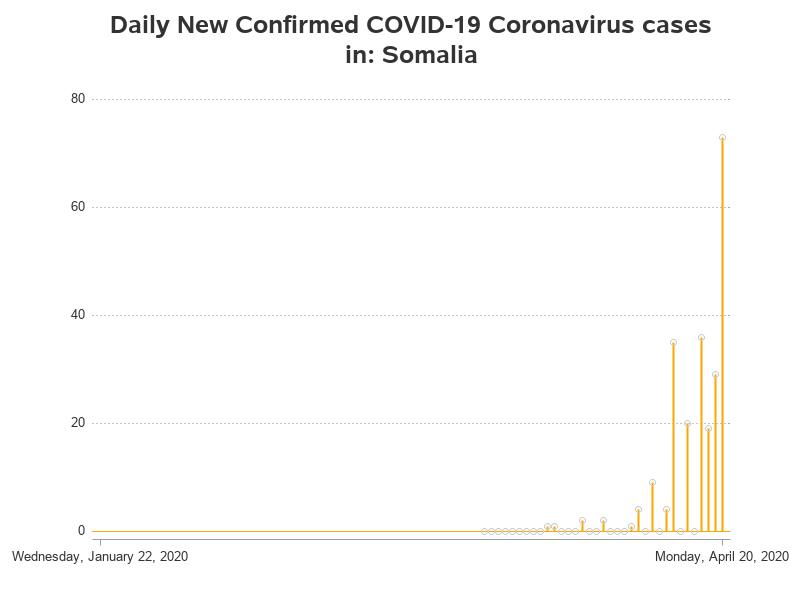 Daily New Confirmed COVID-19 Coronavirus cases
in: Somalia
80
60
40
20
0
Wednesday, January 22, 2020
Monday, April 20, 2020